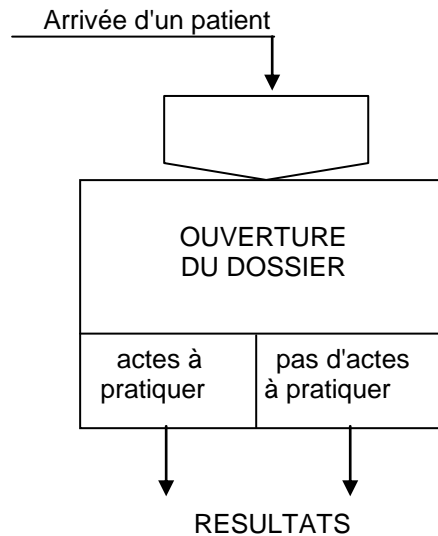 Arrivée d'un patient
OUVERTURE
DU DOSSIER
actes à
pratiquer
pas d'actes
à pratiquer
RESULTATS